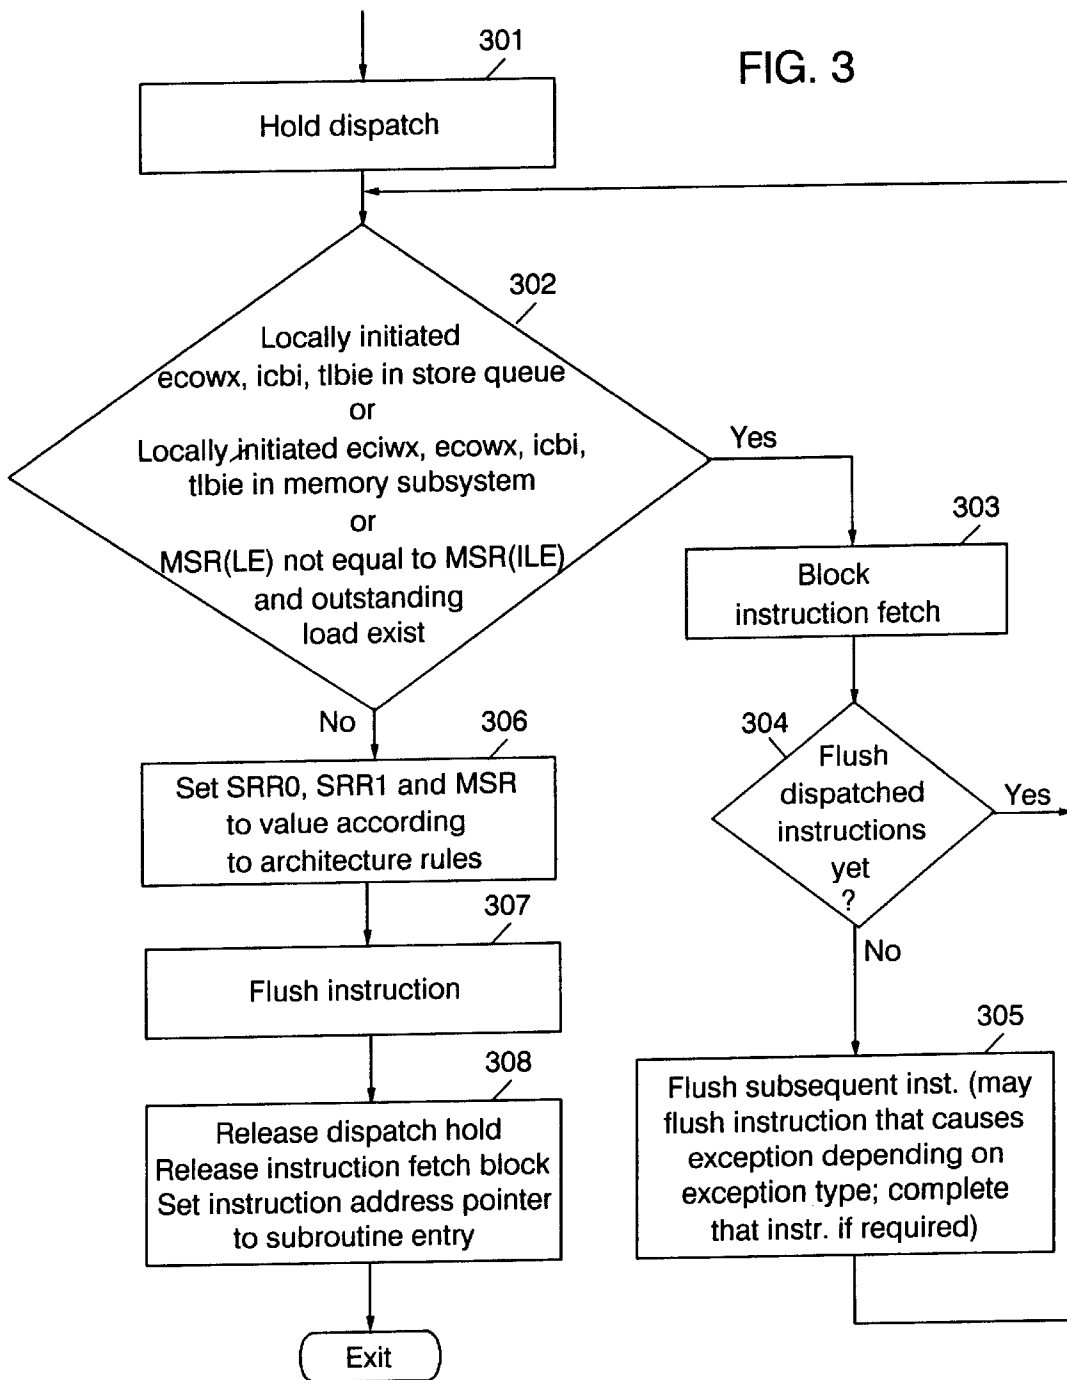 FIG. 3
301
Hold dispatch
302
Locally initiated
ecowx, icbi, tlbie in store queue
or
Locally initiated eciwx, ecowx, icbi,
tlbie in memory subsystem
or
MSR(LE) not equal to MSR(ILE)
and outstanding
load exist
Yes
303
Block
instruction fetch
304
Flush
dispatched
instructions
yet
?
Yes
No
305
Flush subsequent inst. (may
flush instruction that causes
exception depending on
exception type; complete
that instr. if required)
No
306
Set SRR0, SRR1 and MSR
to value according
to architecture rules
307
Flush instruction
308
Release dispatch hold
Release instruction fetch block
Set instruction address pointer
to subroutine entry
Exit